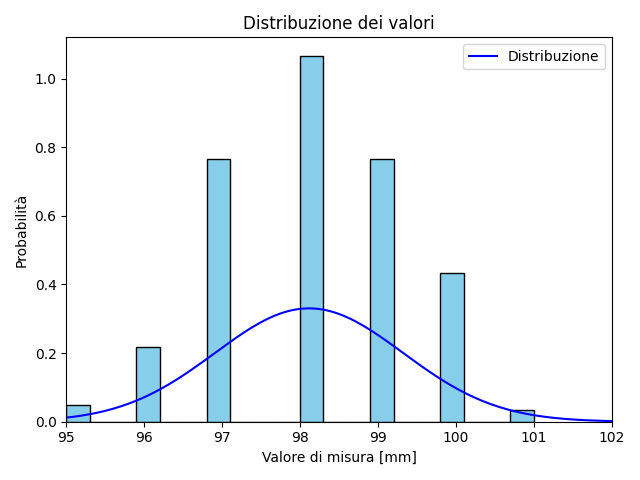 Distribuzione dei valori
Distribuzione
1.0
0.8
0.6
0.4
0.2
0.0
Probabilità
95 96 97 98 99 100 101 102
Valore di misura [mm]